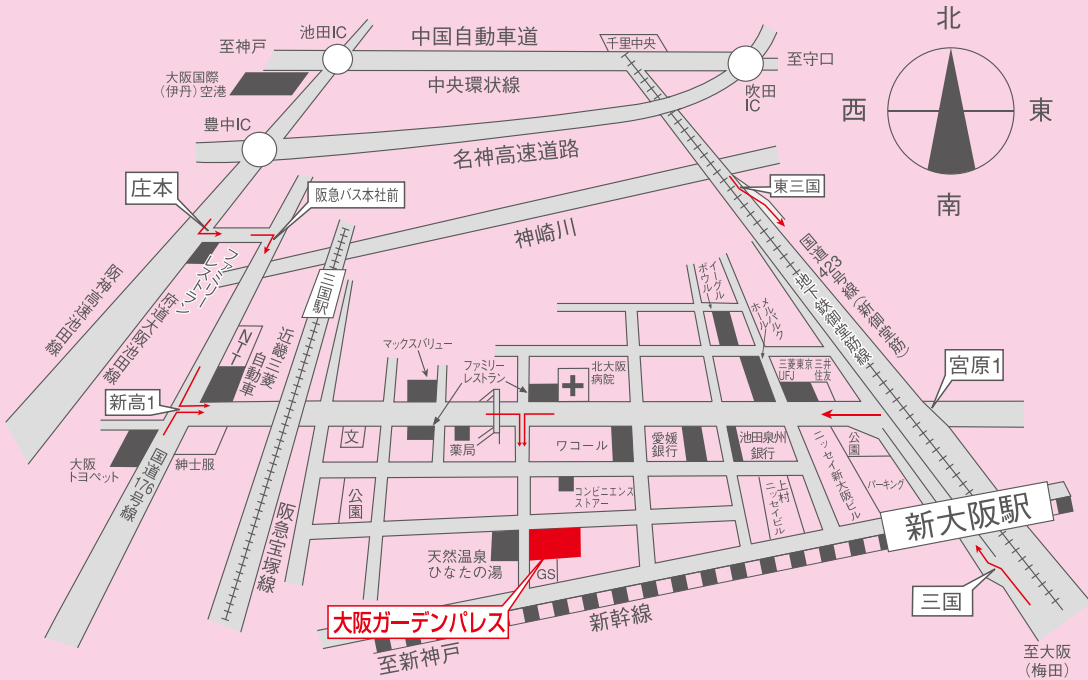 北
西
東
南
池田IC
中国自動車道
至神戸
千里中央
至守口
大阪国際
(伊丹)空港
中央環状線
吹田
IC
豊中IC
名神高速道路
庄本
阪急バス本社前
東三国
神崎川
ファミリー
レストラン
国道423号線(新御堂筋)
地下鉄御堂筋線
阪神高速池田線
府道大阪池田線
三国駅
イーグル
ボウル
メルパルク
ホール
NTT
近畿三菱
自動車
マックスバリュー
ファミリー
レストラン
北大阪
病院
三菱東京
UFJ
三井
住友
宮原1
新高1
文
薬局
ワコール
愛媛
銀行
池田泉州
銀行
公園
大阪
トヨペット
紳士服
国道176号線
ニッセイ新大阪ビル
パーキング
公園
コンビニエンス
ストアー
上村
ニッセイビル
阪急宝塚線
新大阪駅
天然温泉
ひなたの湯
GS
三国
大阪ガーデンパレス
新幹線
至新神戸
至大阪
(梅田)